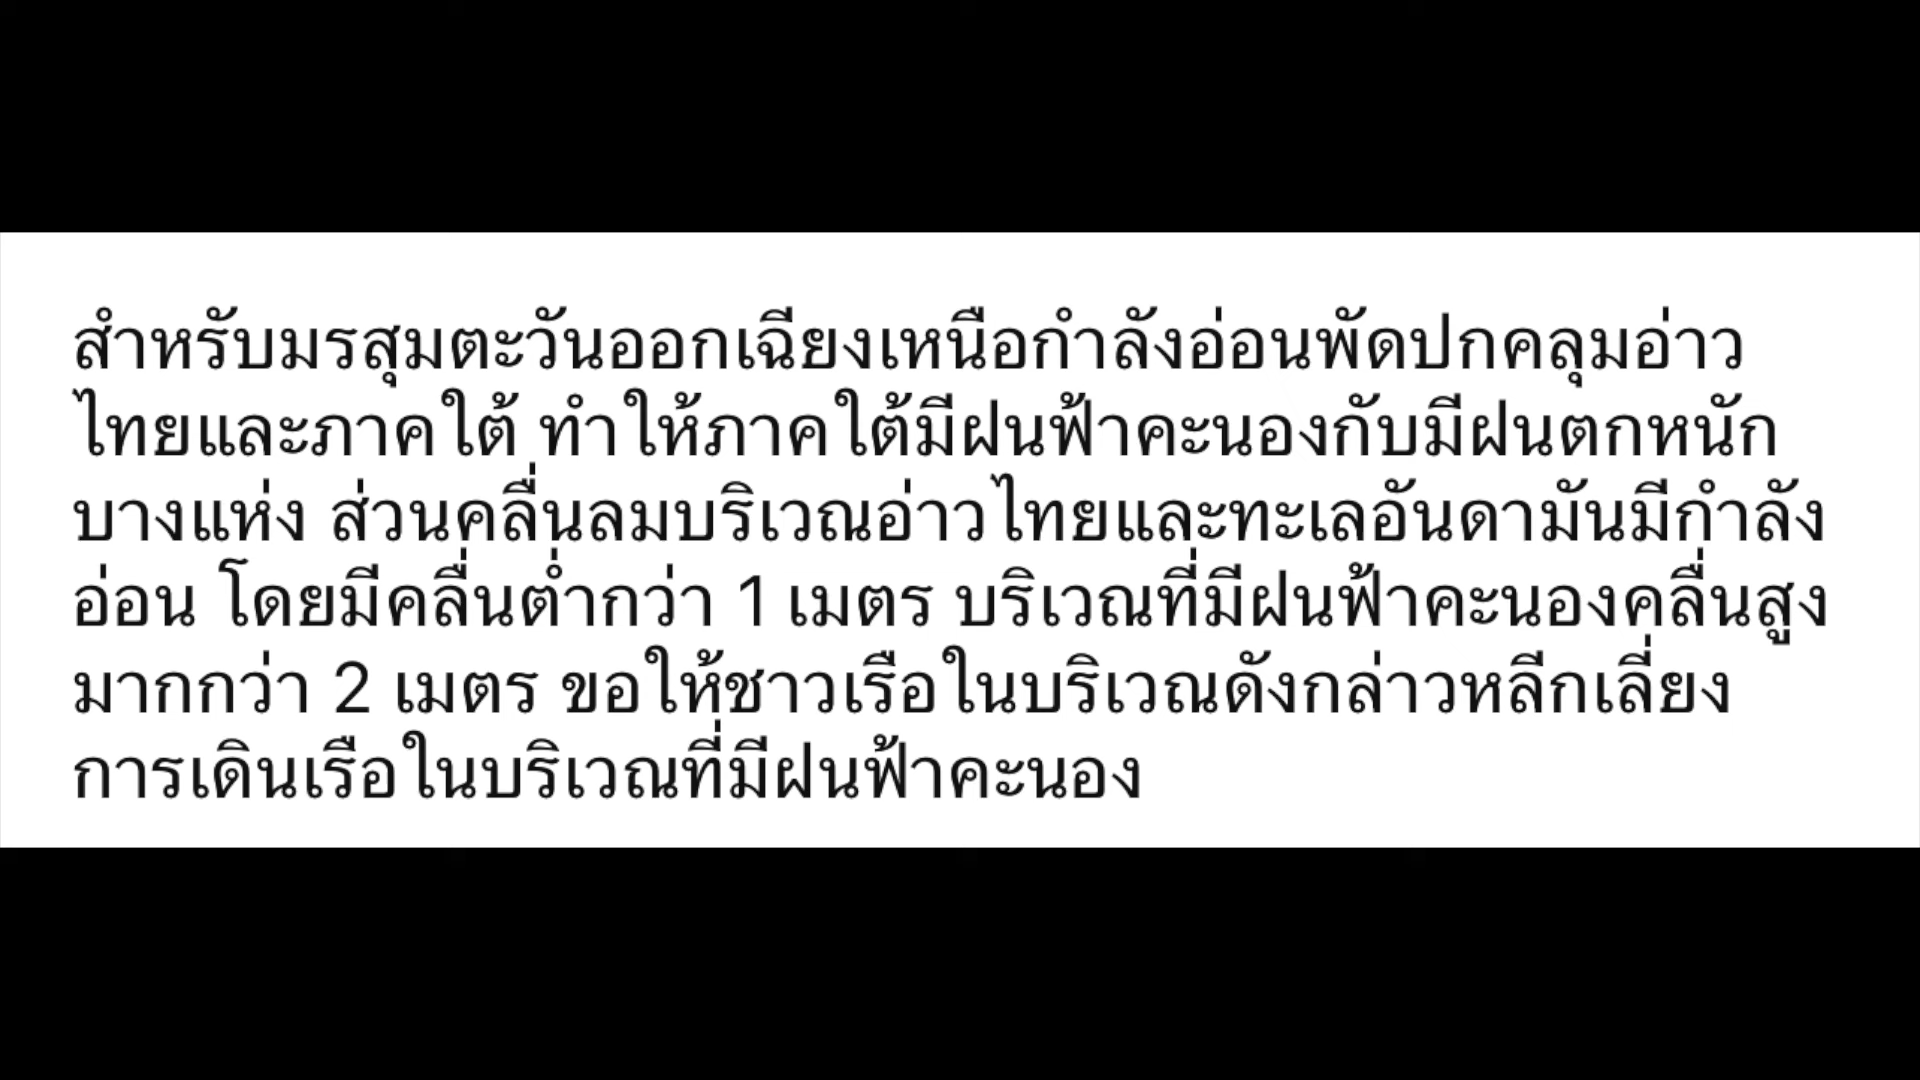 สำหรับมรสุมตะวันออกเฉียงเหนือกำลังอ่อนพัดปกคลุมอ่าว
ไทยและภาคใต้ ทำให้ภาคใต้มีฝนฟ้าคะนองกับมีฝนตกหนัก
บางแห่ง ส่วนคลื่นลมบริเวณอ่าวไทยและทะเลอันดามันมีกำลัง
อ่อน โดยมีคลื่นต่ำกว่า 1 เมตร บริเวณที่มีฝนฟ้าคะนองคลื่นสูง
มากกว่า 2 เมตร ขอให้ชาวเรือในบริเวณดังกล่าวหลีกเลี่ยง
การเดินเรือในบริเวณที่มีฝนฟ้าคะนอง